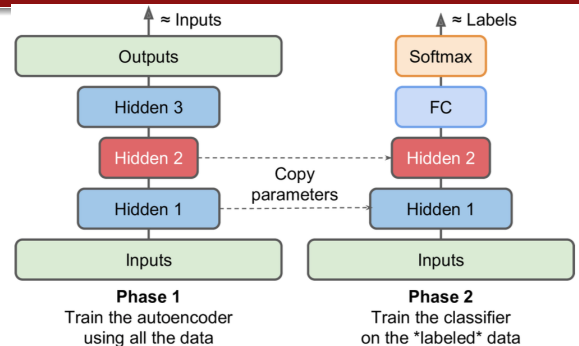 ≈ Inputs
Outputs
Hidden 3
Hidden 2
Hidden 1
Inputs
Copy
parameters
≈ Labels
Softmax
FC
Hidden 2
Hidden 1
Inputs
Phase 1
Train the autoencoder
using all the data
Phase 2
Train the classifier
on the *labeled* data